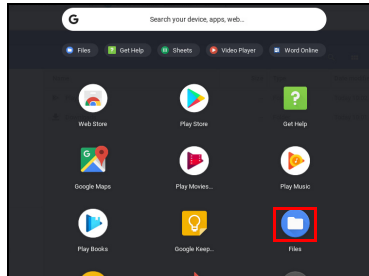 G Search your device, apps, web...
Files ? Get Help Sheets Video Player Word Online
? 
Web Store Play Store Get Help
G
Google Maps Play Movies... Play Music
Play Books Google Keep... Files